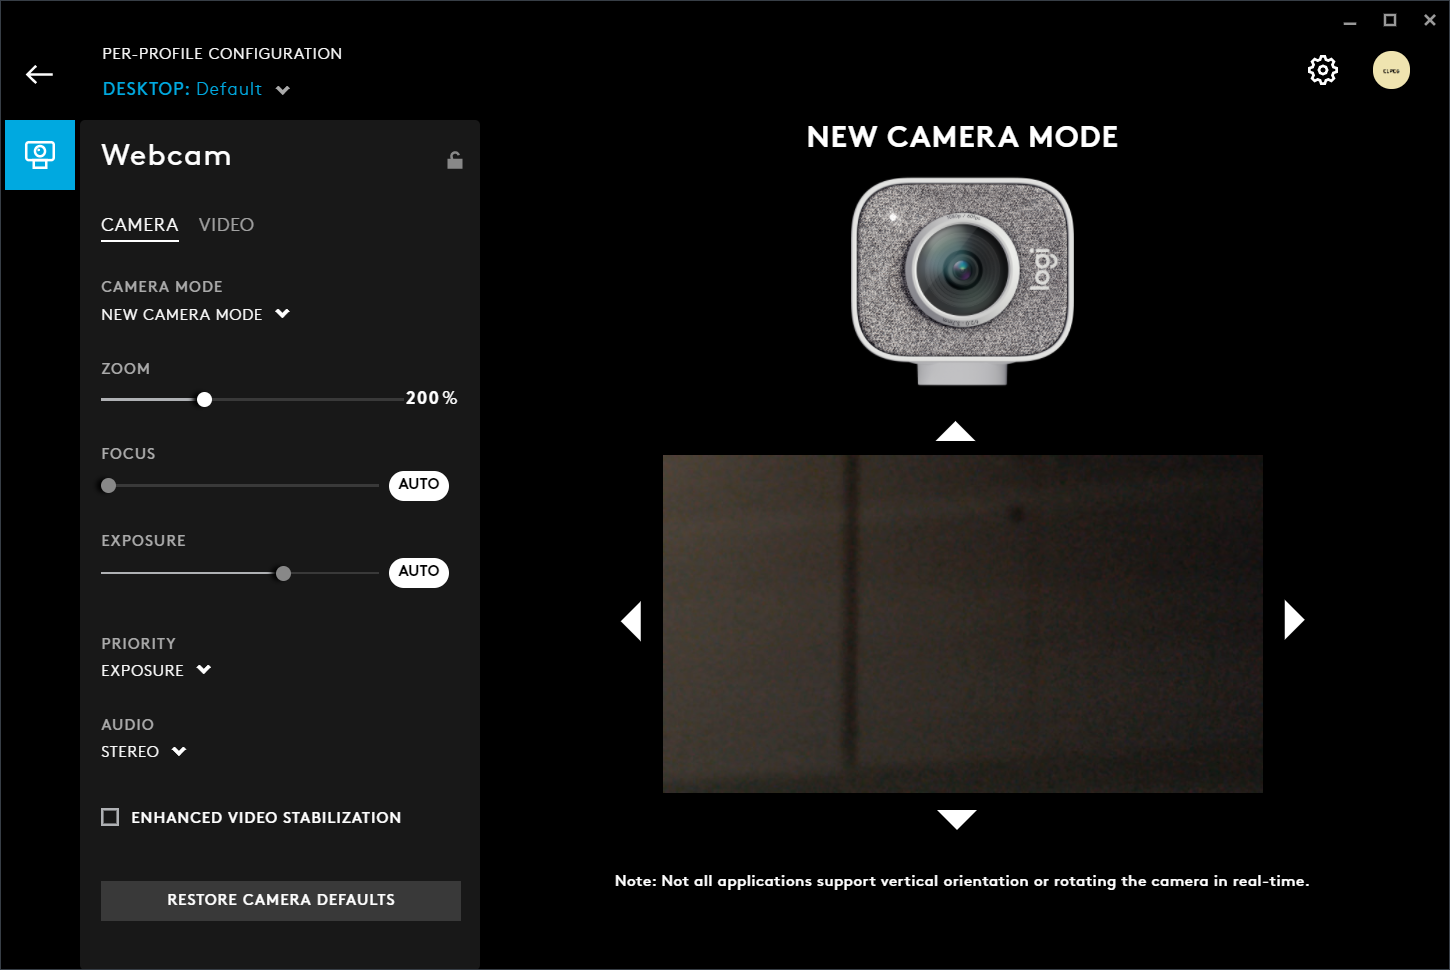 PER-PROFILE CONFIGURATION
DESKTOP: Default
Webcam
CAMERA VIDEO
CAMERA MODE
NEW CAMERA MODE
ZOOM
200 %
FOCUS
AUTO
EXPOSURE
AUTO
PRIORITY
EXPOSURE
AUDIO
STEREO
ENHANCED VIDEO STABILIZATION
RESTORE CAMERA DEFAULTS
NEW CAMERA MODE
logi
Note: Not all applications support vertical orientation or rotating the camera in real-time.